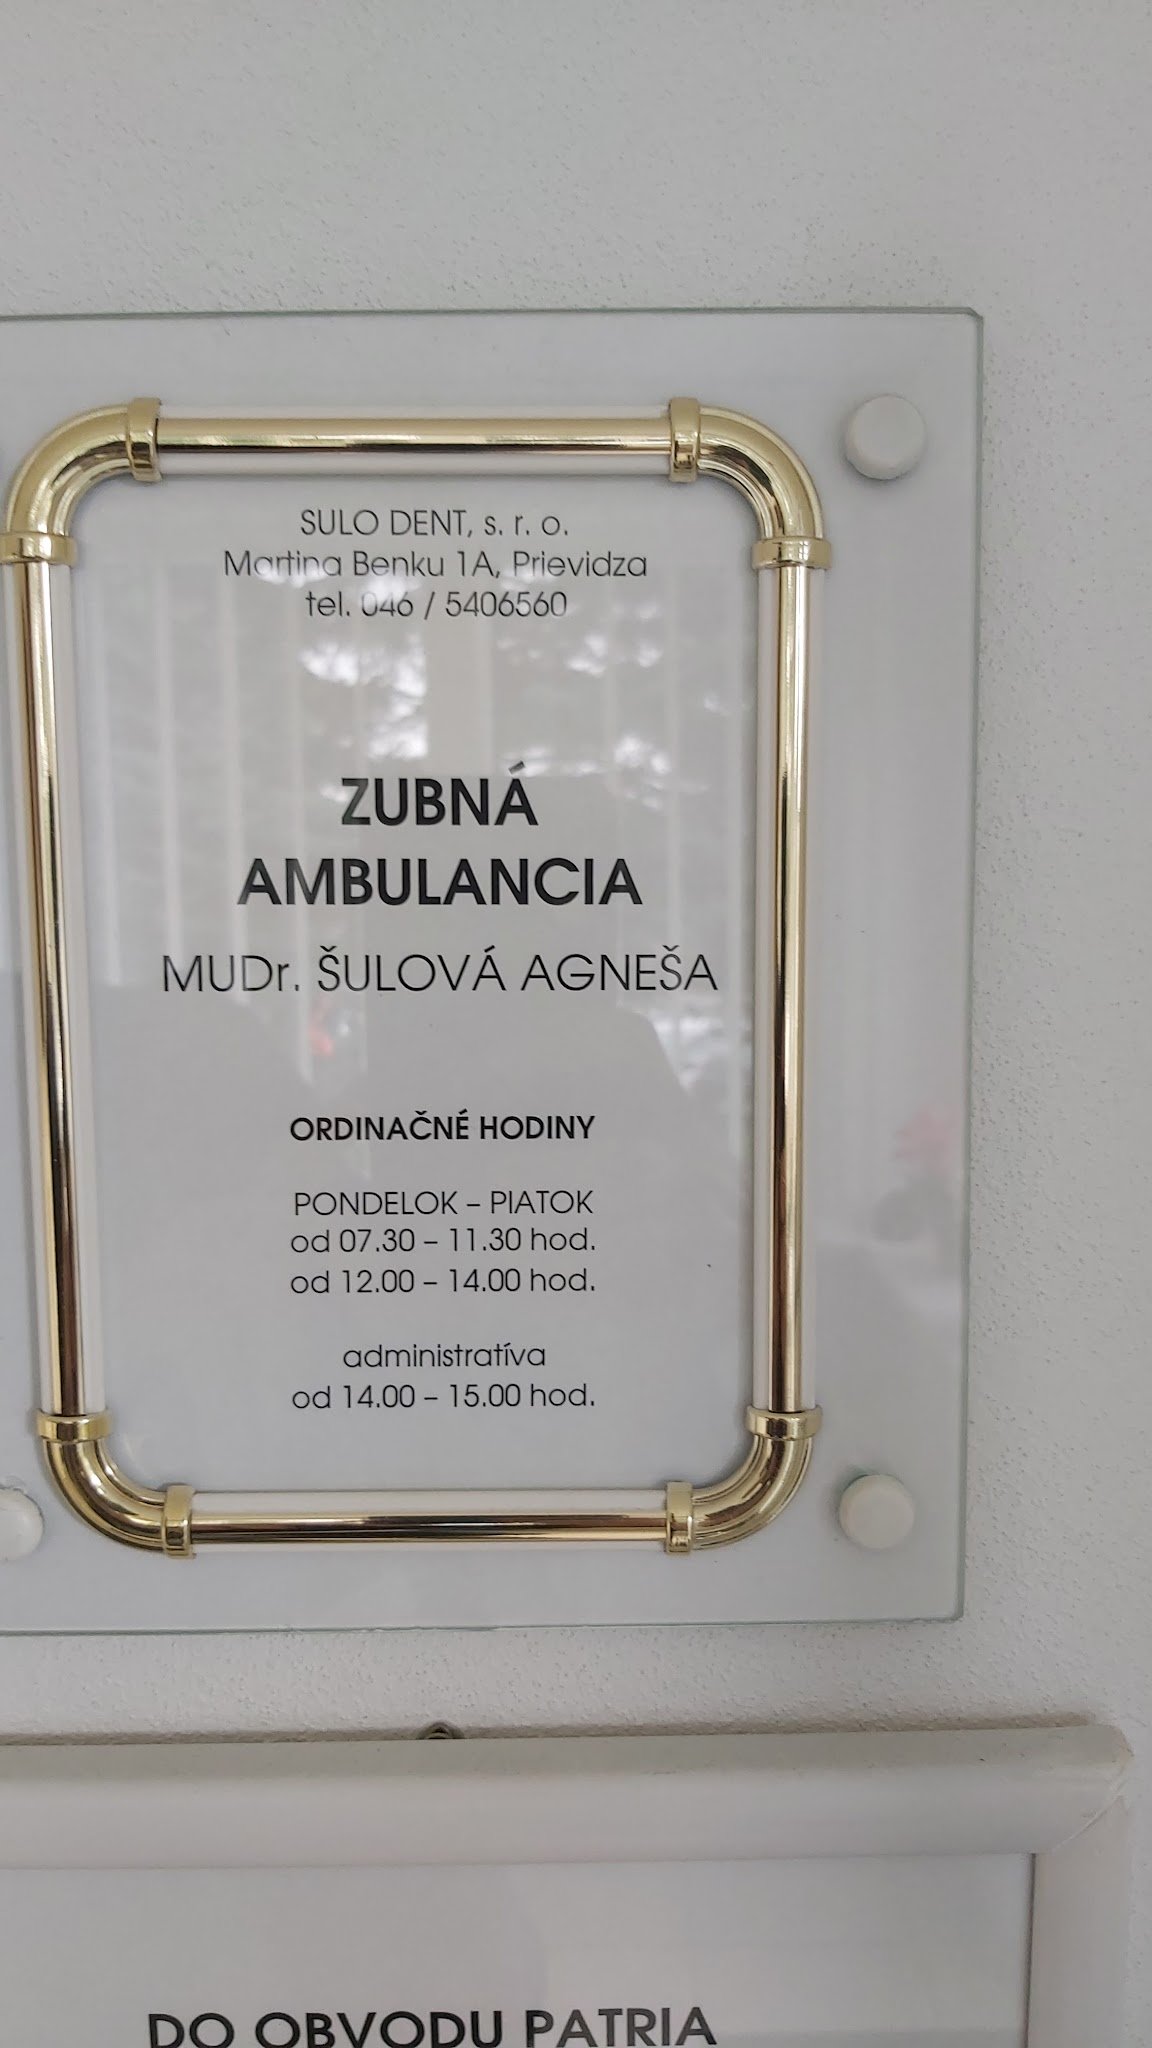 SULO DENT, s. r. o.
Martina Benku 1A, Prievidza
tel. 046 / 5406560
ZUBNÁ
AMBULANCIA
MUDr. ŠULOVÁ AGNEŠA
ORDINAČNÉ HODINY
PONDELOK – PIATOK
od 07.30 – 11.30 hod.
od 12.00 – 14.00 hod.
administratíva
od 14.00 – 15.00 hod.
DO OBVODU PATRIA